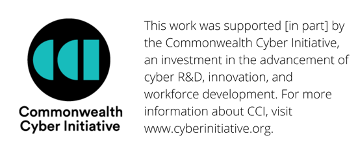 CCI
Commonwealth
Cyber Initiative
This work was supported [in part] by
the Commonwealth Cyber Initiative,
an investment in the advancement of
cyber R&D, innovation, and
workforce development. For more
information about CCI, visit
www.cyberinitiative.org.